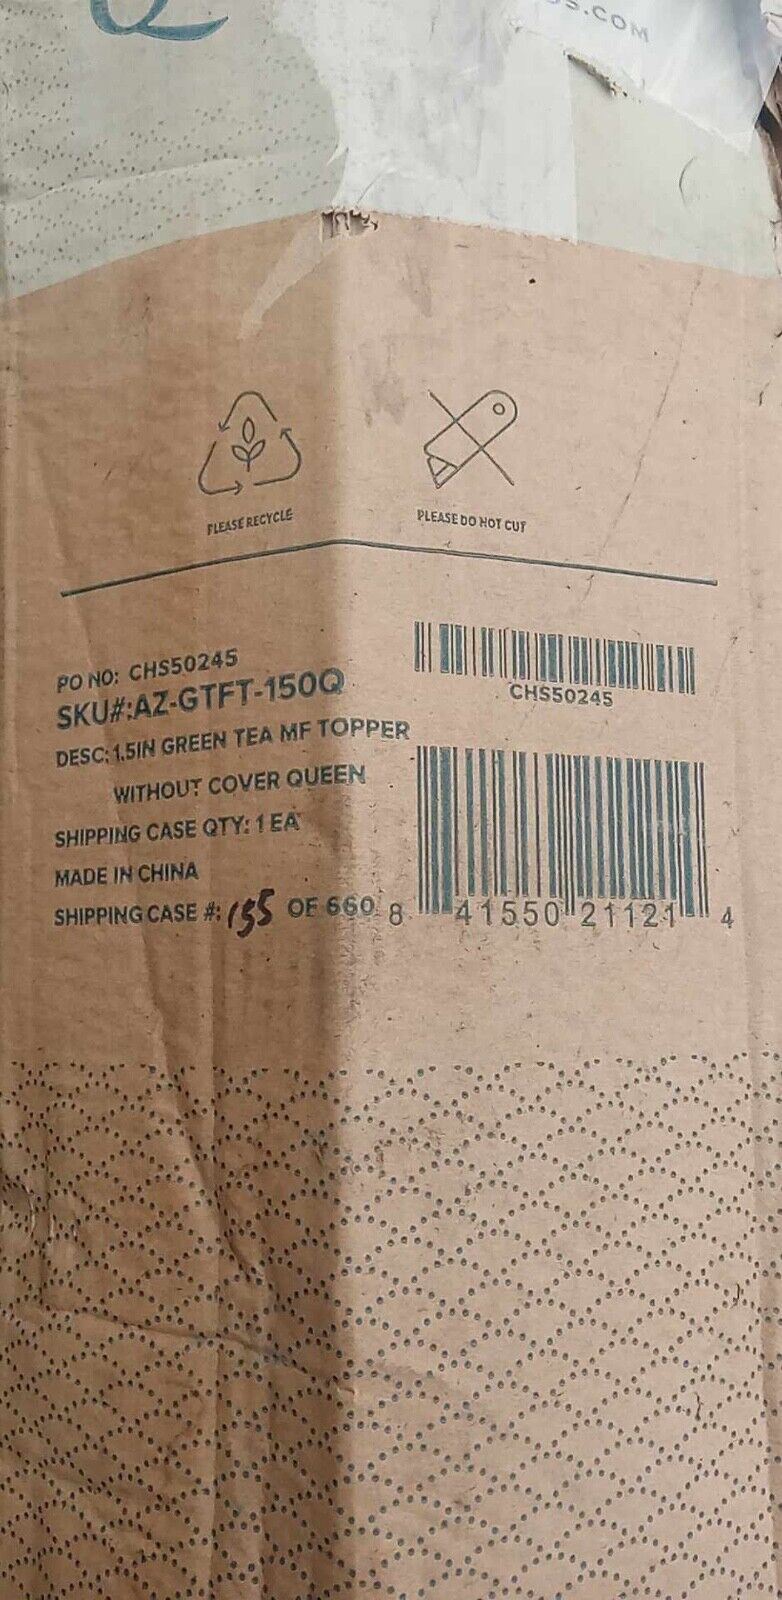 Q
.COM
PLEASE RECYCLE
PLEASE DO NOT CUT
PO NO: CHS50245
SKU#:AZ-GTFT-150Q
DESC: 1.5IN GREEN TEA MF TOPPER
WITHOUT COVER QUEEN
SHIPPING CASE QTY: 1 EA
MADE IN CHINA
SHIPPING CASE #: 155 OF 660
CHS50245
8 41550 21121 4